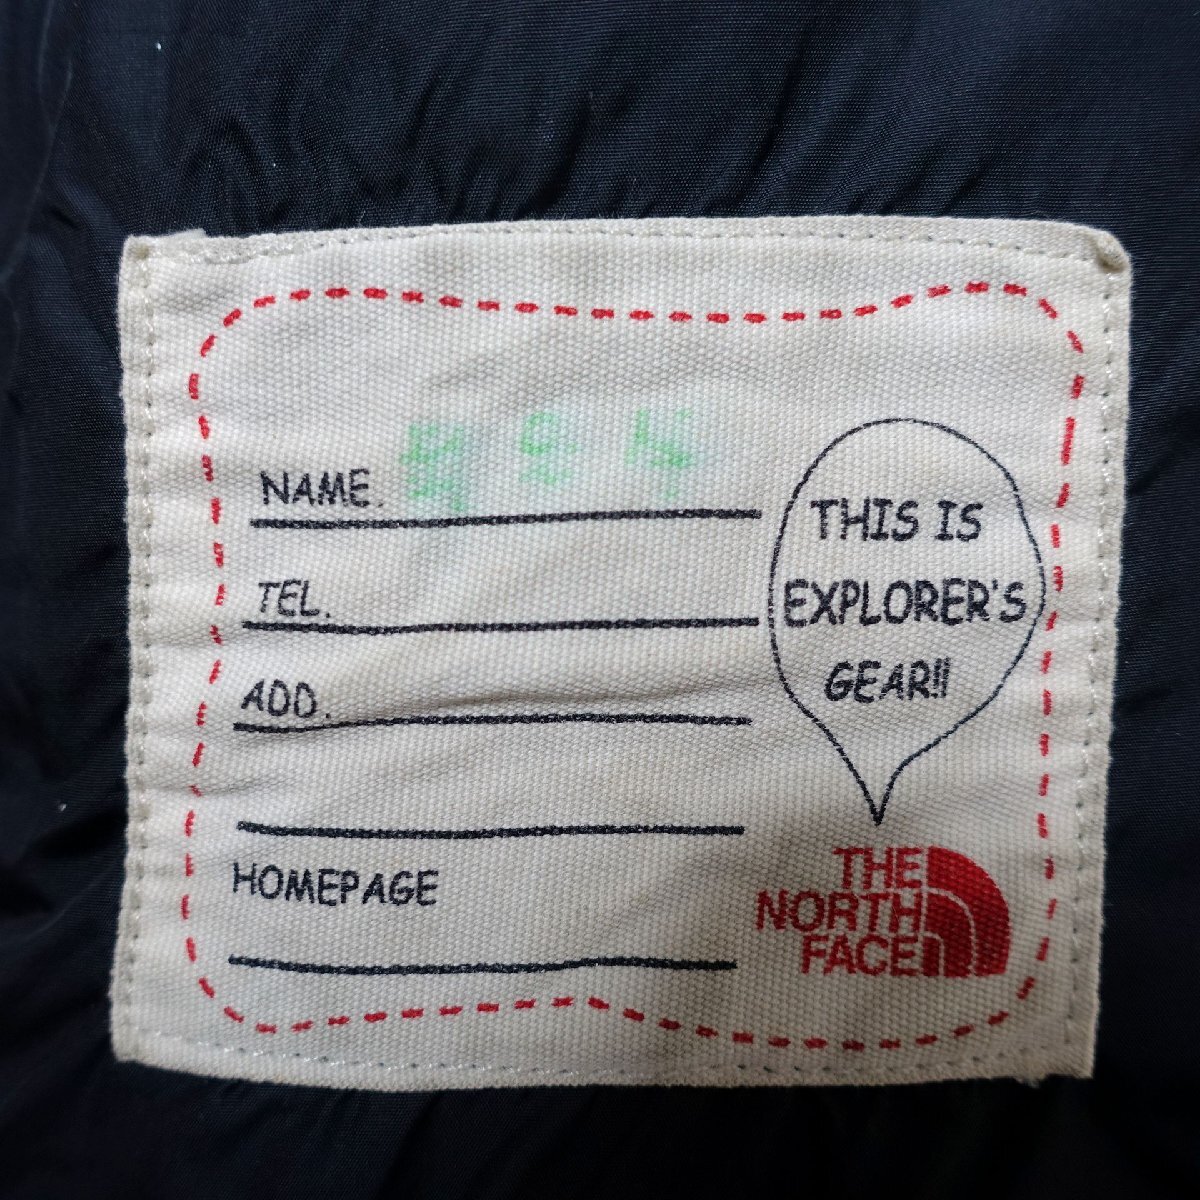 NAME.
TEL.
ADD.
HOMEPAGE
THIS IS
EXPLORER'S
GEAR!!
THE
NORTH
FACE